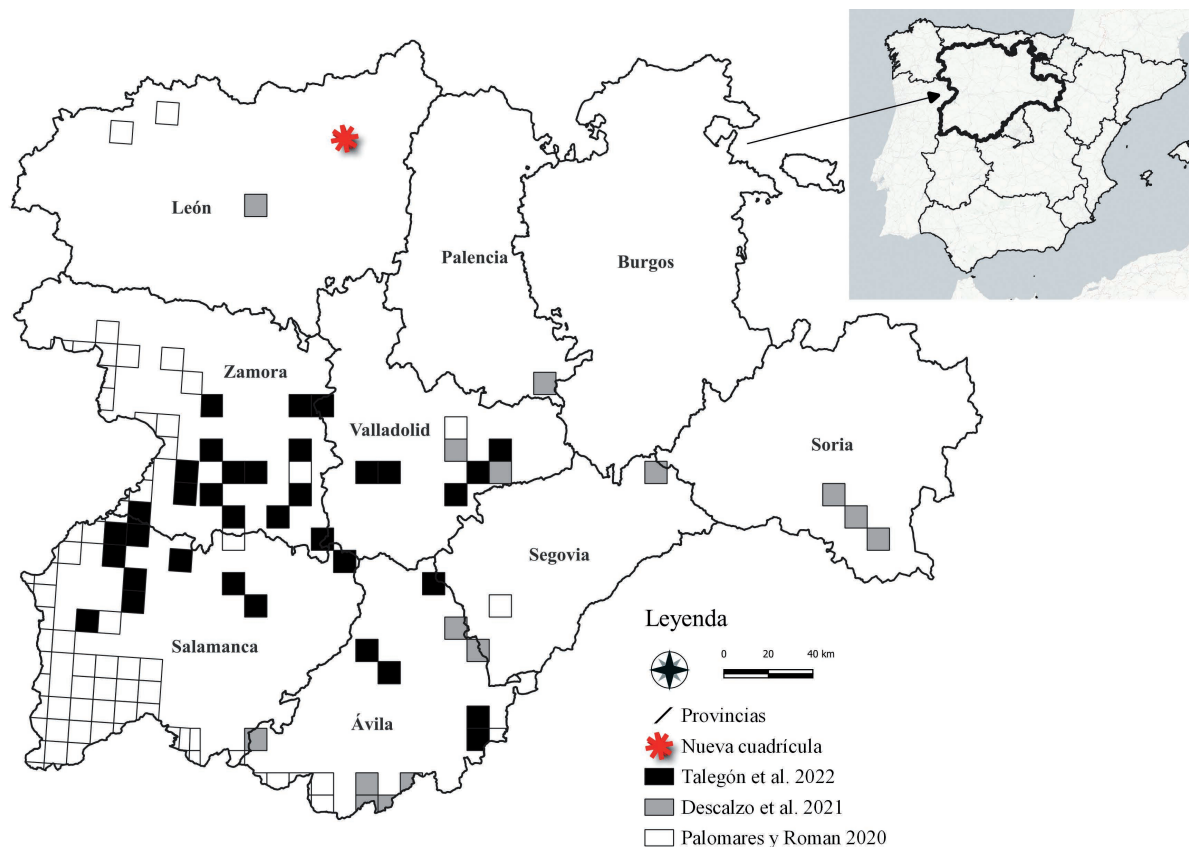 León
Palencia
Burgos
Zamora
Valladolid
Soria
Segovia
Salamanca
Ávila
Leyenda
0 20 40 km
Provincias
Nueva cuadrícula
Talegón et al. 2022
Descalzo et al. 2021
Palomares y Roman 2020